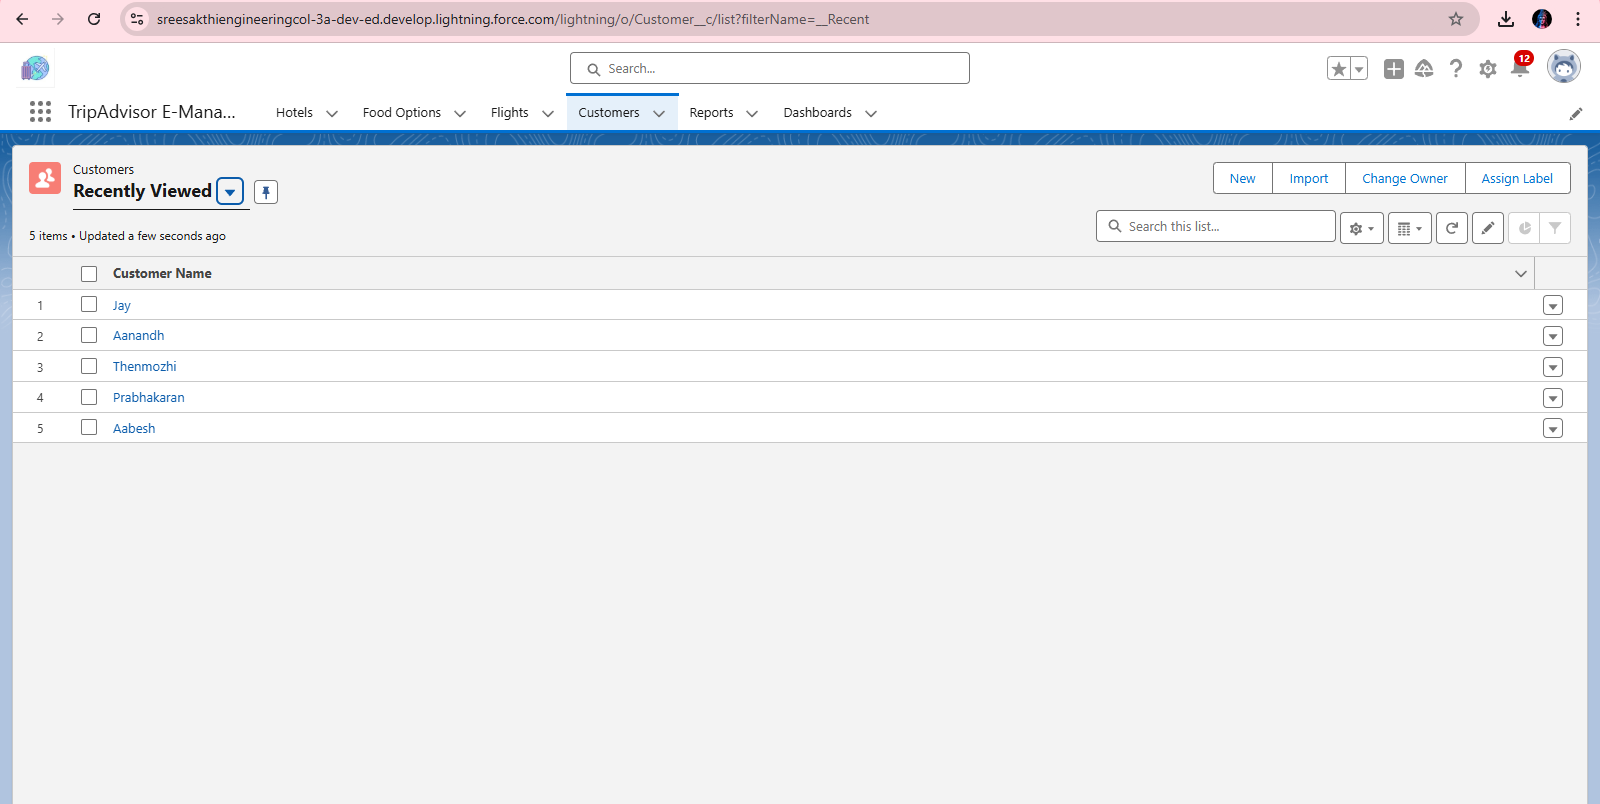 sreesakthiengineeringcol-3a-dev-ed.develop.lightning.force.com/lightning/o/Customer__c/list?filterName=__Recent
Search...
12
TripAdvisor E-Mana...
Hotels
Food Options
Flights
Customers
Reports
Dashboards
Customers
Recently Viewed
New
Import
Change Owner
Assign Label
5 items • Updated a few seconds ago
Search this list...
Customer Name
1 Jay
2 Aanandh
3 Thenmozhi
4 Prabhakaran
5 Aabesh